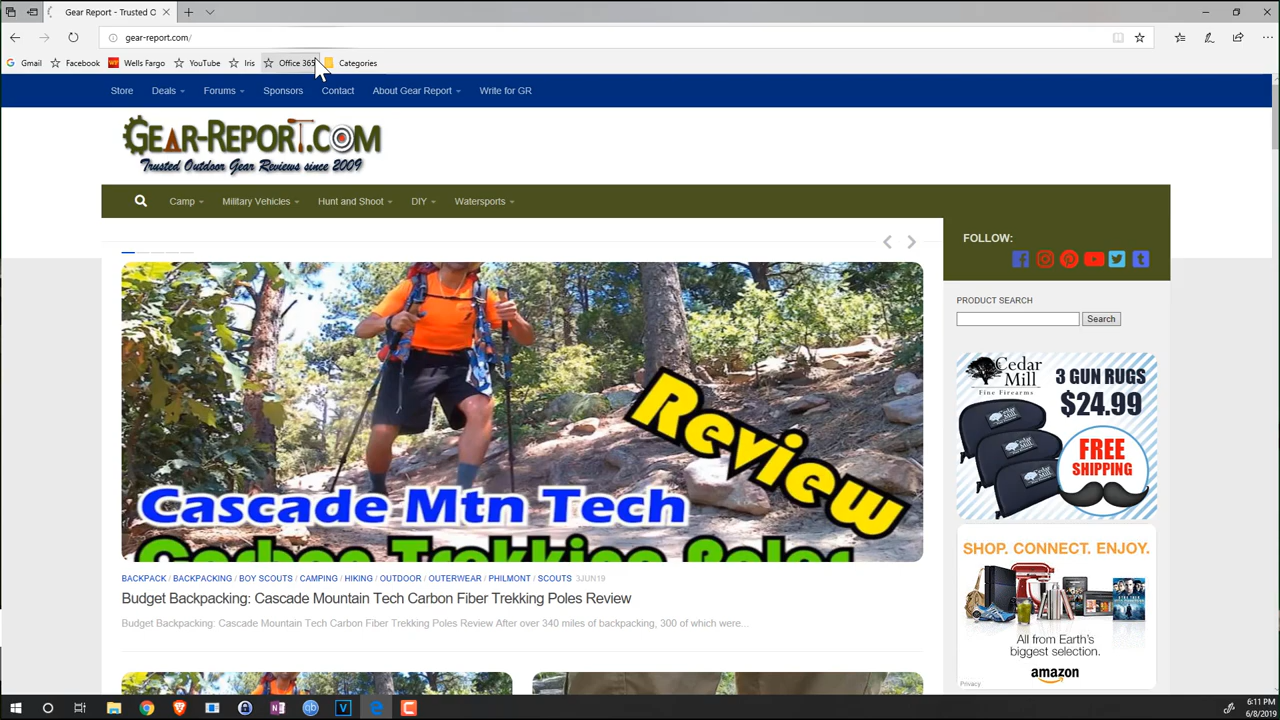 Gear Report - Trusted O
gear-report.com/
Gmail Facebook Wells Fargo YouTube Iris Office 365 Categories
Store Deals Forums Sponsors Contact About Gear Report Write for GR
GEAR-REPORT.COM
Trusted Outdoor Gear Reviews since 2009
Camp Military Vehicles Hunt and Shoot DIY Watersports
FOLLOW:
PRODUCT SEARCH
Search
Review
Cascade Mtn Tech
Carbon Trekking Poles
BACKPACK / BACKPACKING / BOY SCOUTS / CAMPING / HIKING / OUTDOOR / OUTERWEAR / PHILMONT / SCOUTS 3JUN19
Budget Backpacking: Cascade Mountain Tech Carbon Fiber Trekking Poles Review
Budget Backpacking: Cascade Mountain Tech Carbon Fiber Trekking Poles Review After over 340 miles of backpacking, 300 of which were...
Cedar
Mill
Fine Firearms
3 GUN RUGS
$24.99
FREE
SHIPPING
SHOP. CONNECT. ENJOY.
All from Earth's
biggest selection.
amazon
Privacy
6:11 PM
6/8/2019